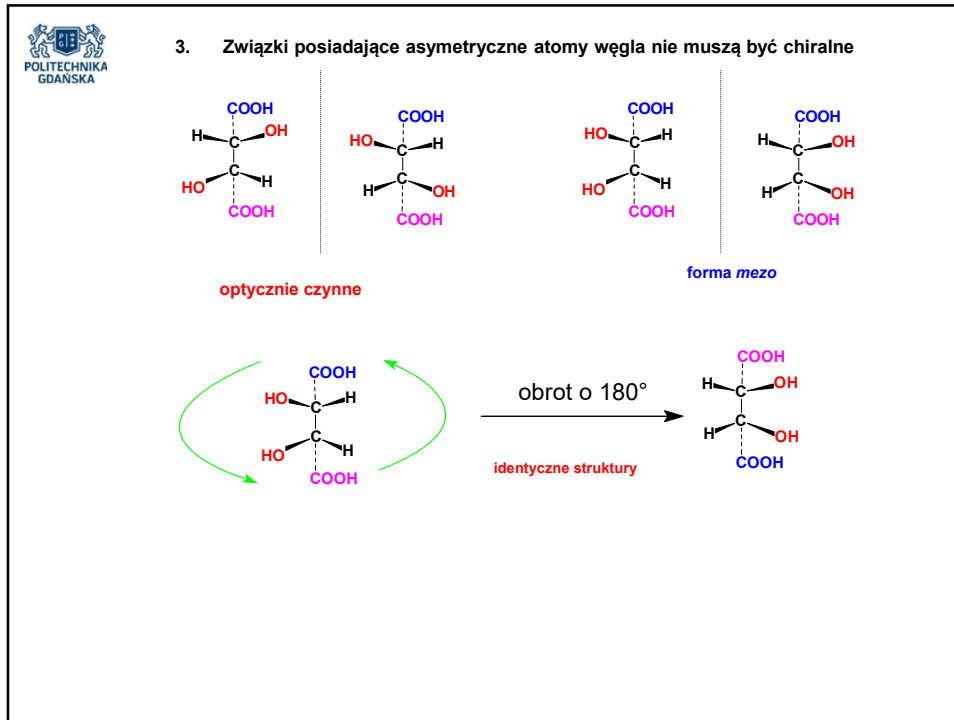 POLITECHNIKA
GDAŃSKA
3. Związki posiadające asymetryczne atomy węgla nie muszą być chiralne
COOH
H C OH
C
HO H
COOH
COOH
HO C H
C
H OH
COOH
COOH
HO C H
C
HO H
COOH
COOH
H C OH
C
H OH
COOH
optycznie czynne
forma mezo
COOH
HO C H
C
HO H
COOH
obrot o 180°
identyczne struktury
COOH
H C OH
C
H OH
COOH